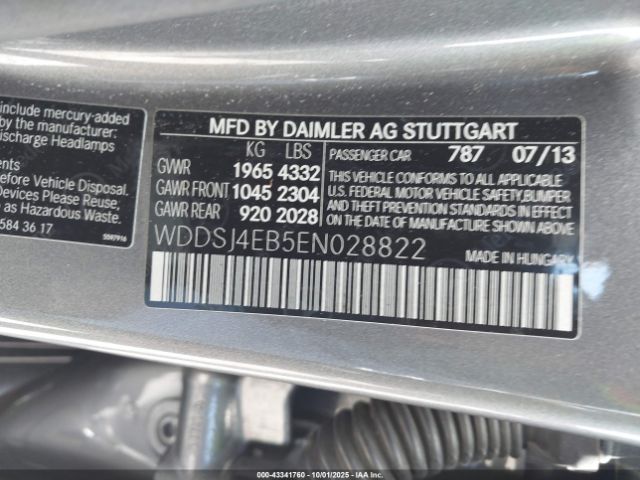 include mercury-added
by the manufacturer:
ischarge Headlamps
ents
efore Vehicle Disposal.
Devices Please Reuse,
as Hazardous Waste.
584 36 17
MFD BY DAIMLER AG STUTTGART
KG LBS
GVWR 1965 4332
GAWR FRONT 1045 2304
GAWR REAR 920 2028
PASSENGER CAR 787 07/13
THIS VEHICLE CONFORMS TO ALL APPLICABLE
U.S. FEDERAL MOTOR VEHICLE SAFETY,BUMPER
AND THEFT PREVENTION STANDARDS IN EFFECT
ON THE DATE OF MANUFACTURE SHOWN ABOVE.
WDDSJ4EB5EN028822
MADE IN HUNGARY
000-43341760 - 10/01/2025 - IAA Inc.